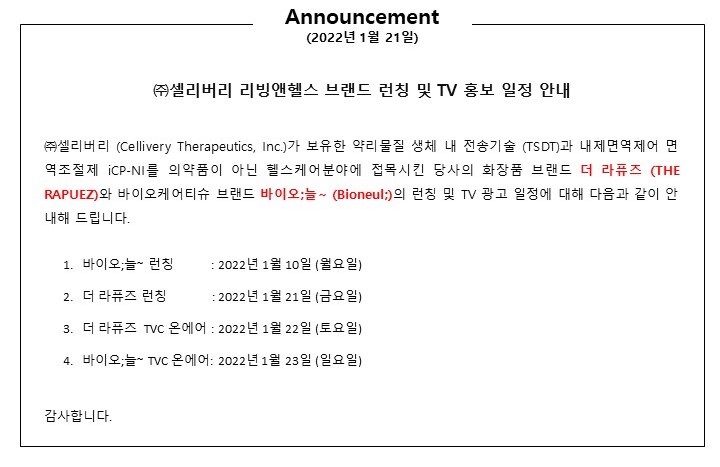 Announcement
(2022년 1월 21일)
㈜셀리버리 리빙앤헬스 브랜드 런칭 및 TV 홍보 일정 안내
㈜셀리버리 (Cellivery Therapeutics, Inc.)가 보유한 약리물질 생체 내 전송기술 (TSDT)과 내제면역제어 면
역조절제 iCP-NI를 의약품이 아닌 헬스케어분야에 접목시킨 당사의 화장품 브랜드 더 라퓨즈 (THE
RAPUEZ)와 바이오케어티슈 브랜드 바이오;늘~ (Bioneul;)의 런칭 및 TV 광고 일정에 대해 다음과 같이 안
내해 드립니다.
1. 바이오;늘~ 런칭 : 2022년 1월 10일 (월요일)
2. 더 라퓨즈 런칭 : 2022년 1월 21일 (금요일)
3. 더 라퓨즈 TVC 온에어 : 2022년 1월 22일 (토요일)
4. 바이오;늘~ TVC 온에어: 2022년 1월 23일 (일요일)
감사합니다.